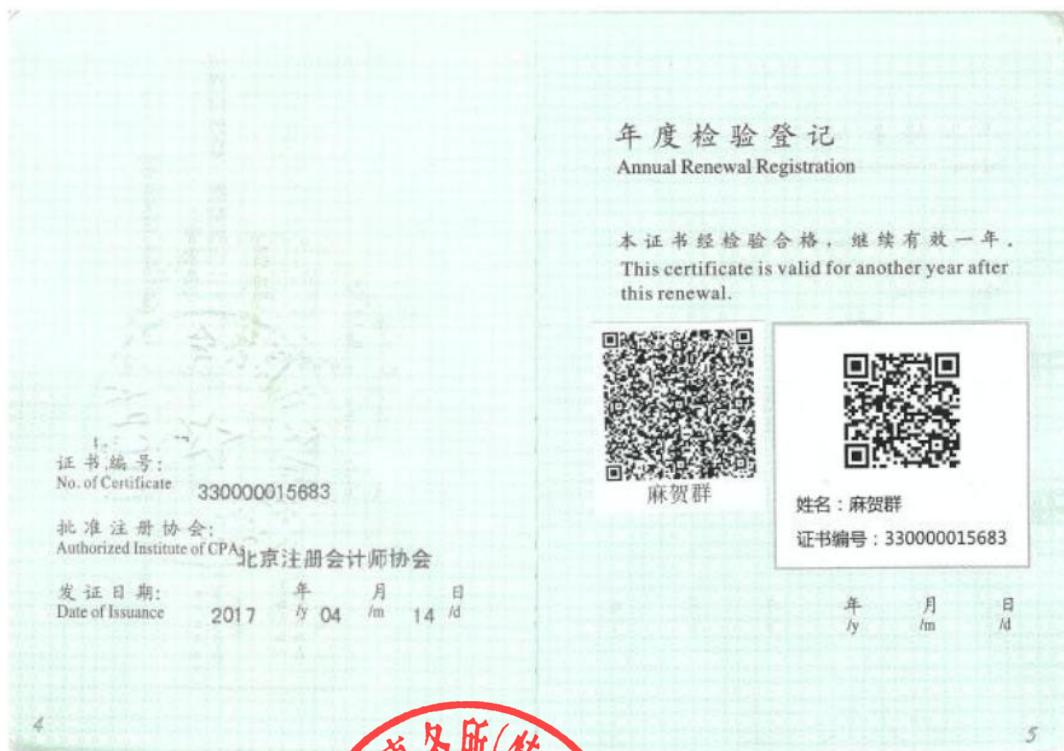 证书编号:
No. of Certificate
330000015683
批准注册协会:
Authorized Institute of CPAs
北京注册会计师协会
发证日期:
Date of Issuance
2017 年/y 04 月/m 14 日/d
4
年度检验登记
Annual Renewal Registration
本证书经检验合格，继续有效一年。
This certificate is valid for another year after
this renewal.
麻贺群
姓名：麻贺群
证书编号：330000015683
年 月 日
/y /m /d
5
务所(特